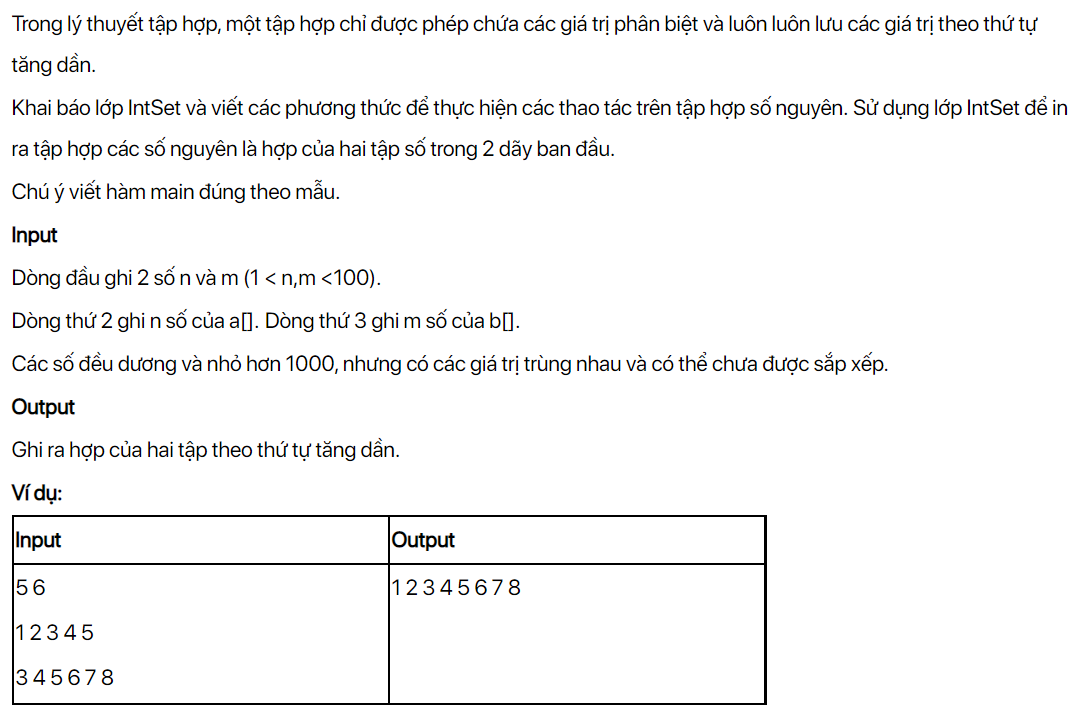 Trong lý thuyết tập hợp, một tập hợp chỉ được phép chứa các giá trị phân biệt và luôn luôn lưu các giá trị theo thứ tự
tăng dần.
Khai báo lớp IntSet và viết các phương thức để thực hiện các thao tác trên tập hợp số nguyên. Sử dụng lớp IntSet để in
ra tập hợp các số nguyên là hợp của hai tập số trong 2 dãy ban đầu.
Chú ý viết hàm main đúng theo mẫu.
Input
Dòng đầu ghi 2 số n và m (1 < n,m <100).
Dòng thứ 2 ghi n số của a[]. Dòng thứ 3 ghi m số của b[].
Các số đều dương và nhỏ hơn 1000, nhưng có các giá trị trùng nhau và có thể chưa được sắp xếp.
Output
Ghi ra hợp của hai tập theo thứ tự tăng dần.
Ví dụ:
Input Output
5 6 1 2 3 4 5 6 7 8
1 2 3 4 5
3 4 5 6 7 8